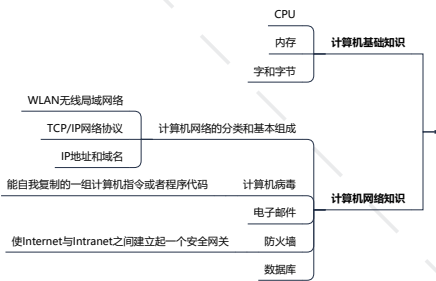 CPU
内存
计算机基础知识
字和字节
WLAN无线局域网络
TCP/IP网络协议
计算机网络的分类和基本组成
IP地址和域名
能自我复制的一组计算机指令或者程序代码
计算机病毒
电子邮件
计算机网络知识
使Internet与Intranet之间建立起一个安全网关
防火墙
数据库